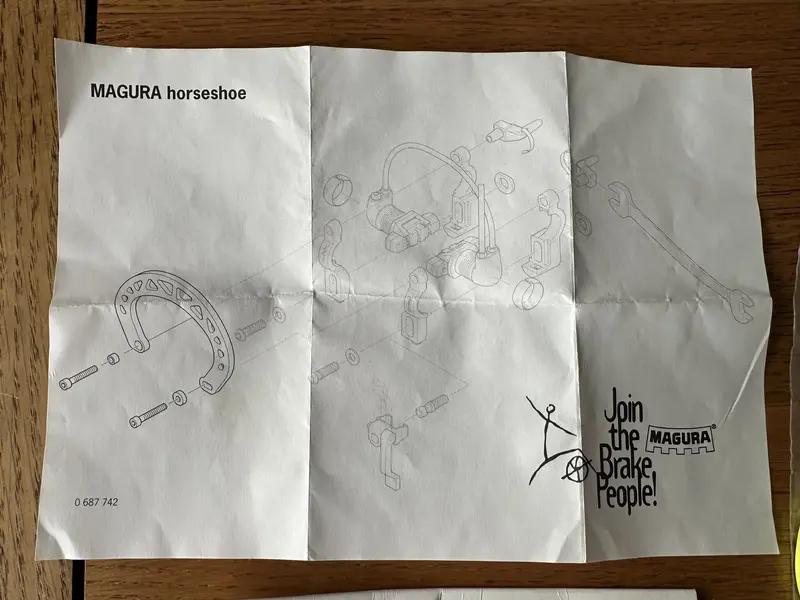 MAGURA horseshoe
0 687 742
Join
the
Brake
People!
MAGURA®